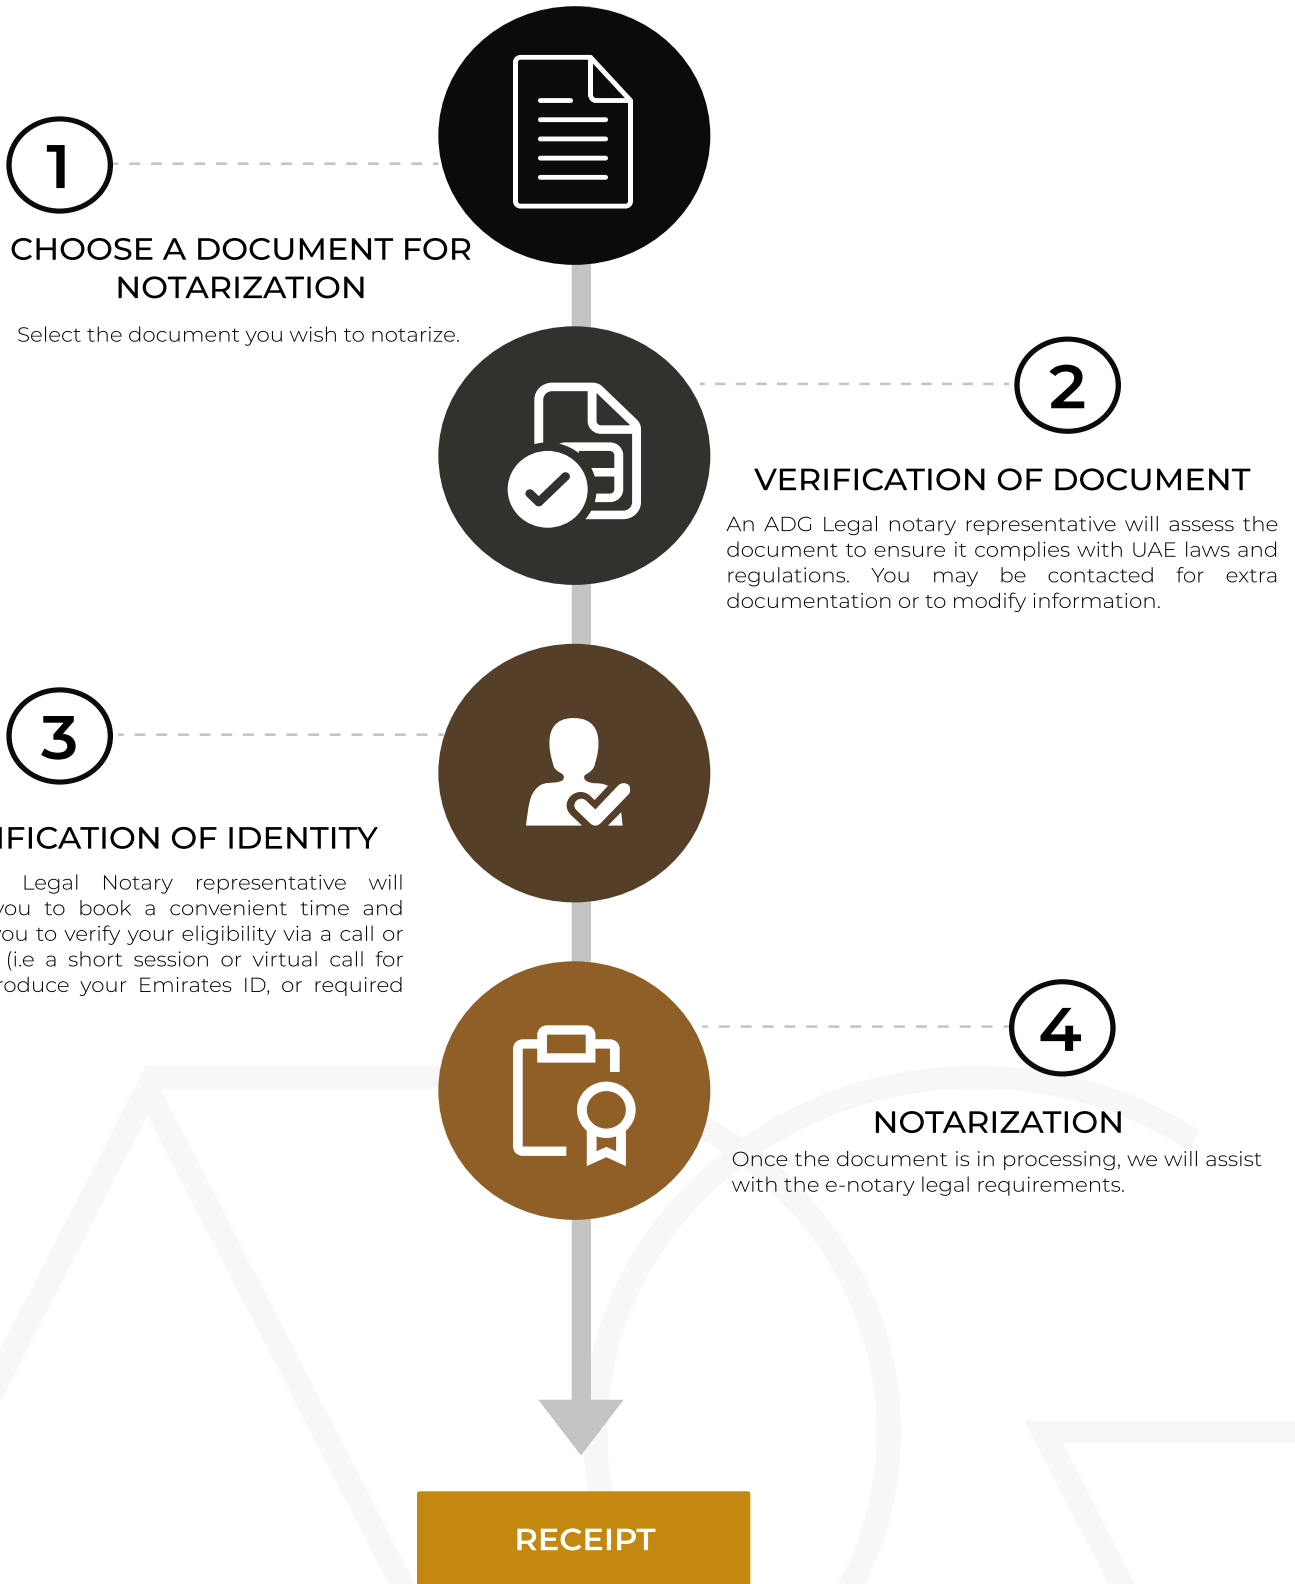 1
CHOOSE A DOCUMENT FOR
NOTARIZATION
Select the document you wish to notarize.
2
VERIFICATION OF DOCUMENT
An ADG Legal notary representative will assess the
document to ensure it complies with UAE laws and
regulations. You may be contacted for extra
documentation or to modify information.
3
IFICATION OF IDENTITY
Legal Notary representative will
you to book a convenient time and
you to verify your eligibility via a call or
(i.e a short session or virtual call for
roduce your Emirates ID, or required
4
NOTARIZATION
Once the document is in processing, we will assist
with the e-notary legal requirements.
RECEIPT